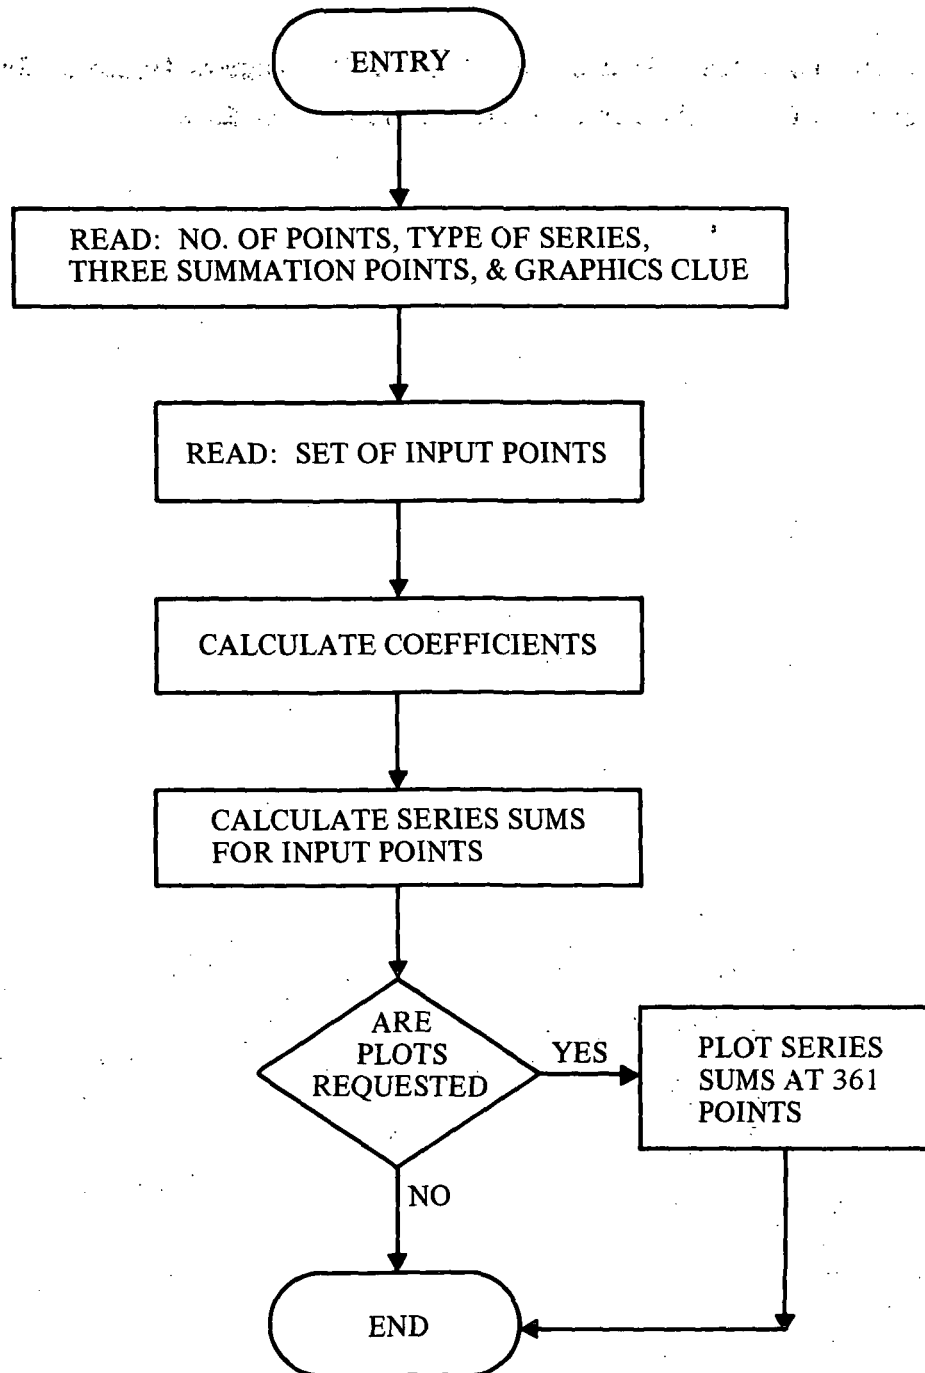 ENTRY
READ: NO. OF POINTS, TYPE OF SERIES,
THREE SUMMATION POINTS, & GRAPHICS CLUE
READ: SET OF INPUT POINTS
CALCULATE COEFFICIENTS
CALCULATE SERIES SUMS
FOR INPUT POINTS
ARE
PLOTS
REQUESTED
YES
PLOT SERIES
SUMS AT 361
POINTS
NO
END